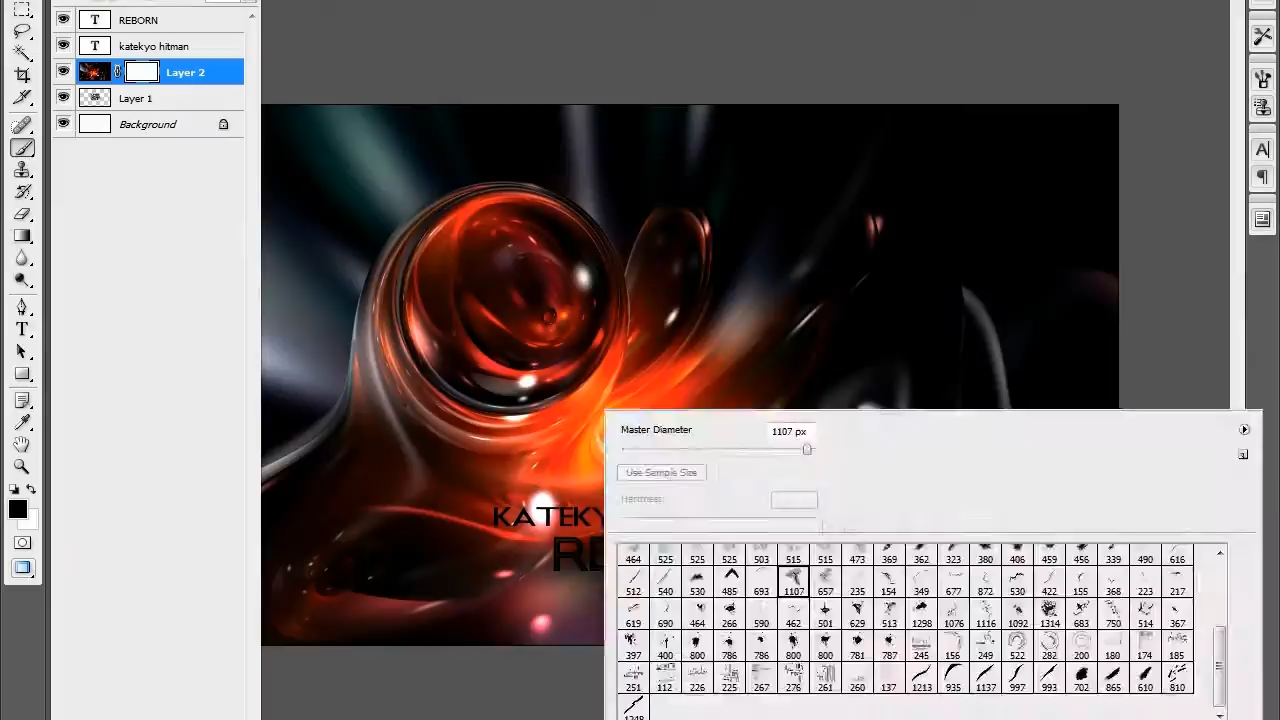 REBORN
katekyo hitman
Layer 2
Layer 1
Background
Master Diameter 1107 px
Use Sample Size
Hardness:
KATEKY
RE
464 525 525 525 503 515 515 473 369 362 323 380 406 459 456 339 490 616
512 540 530 485 693 1107 657 235 154 349 677 872 530 422 155 368 223 217
619 690 464 266 590 462 501 629 513 1298 1076 1116 1092 1314 683 750 514 367
397 400 800 786 786 800 800 781 787 245 156 249 522 282 200 180 174 185
251 112 226 225 267 276 261 260 137 1213 935 1137 997 993 702 865 610 810
1248